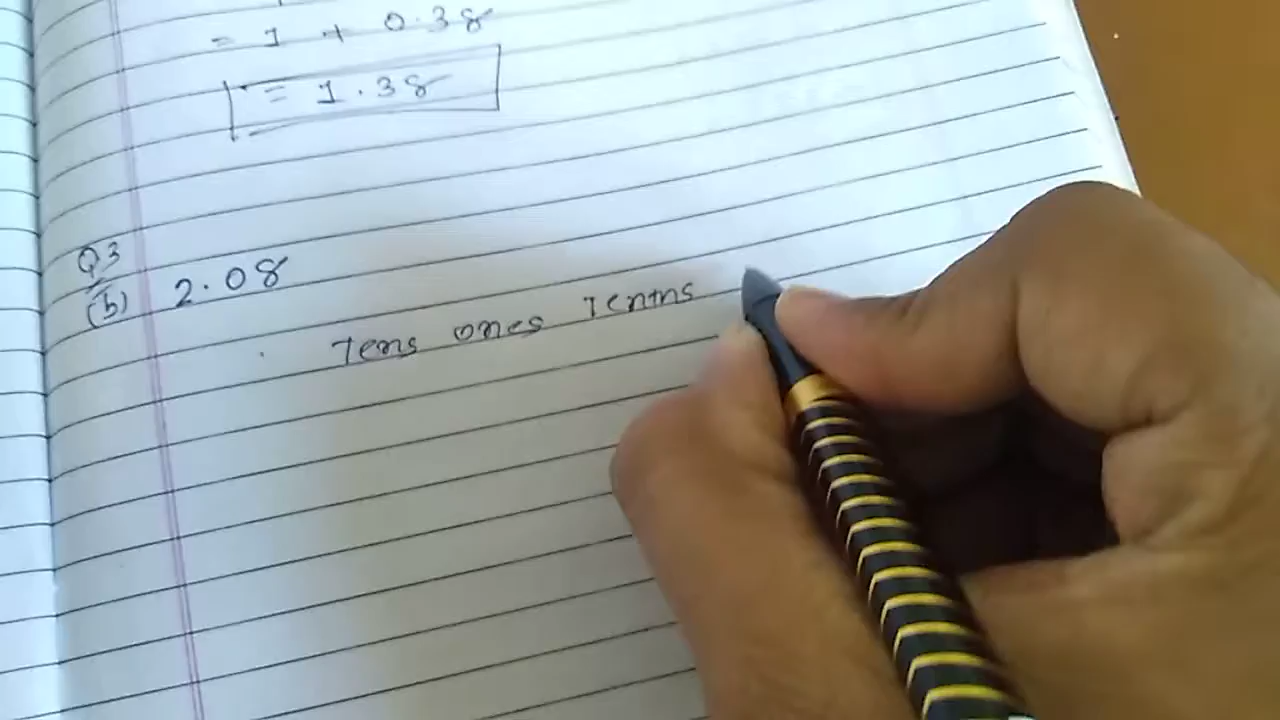 = 1 + 0.38
= 1.38
Q3
(b) 2.08
Tens ones Tenths